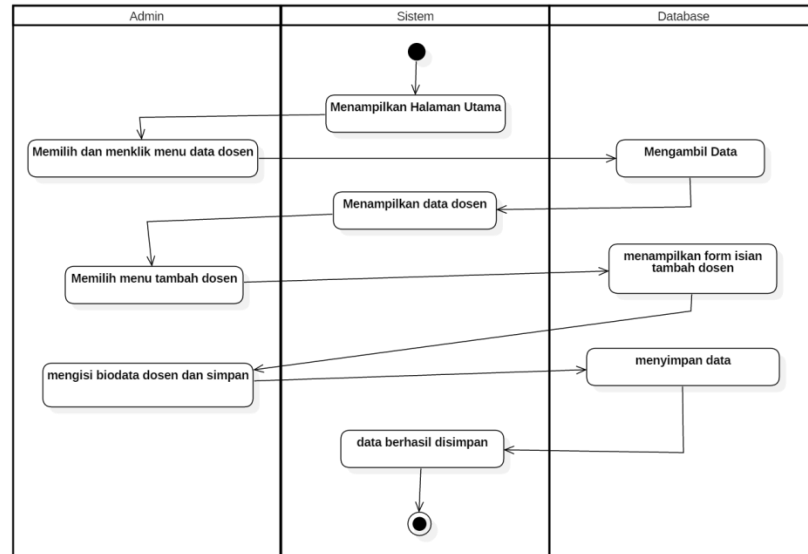 Admin
Sistem
Database
Menampilkan Halaman Utama
Memilih dan menklik menu data dosen
Mengambil Data
Menampilkan data dosen
Memilih menu tambah dosen
menampilkan form isian
tambah dosen
mengisi biodata dosen dan simpan
menyimpan data
data berhasil disimpan